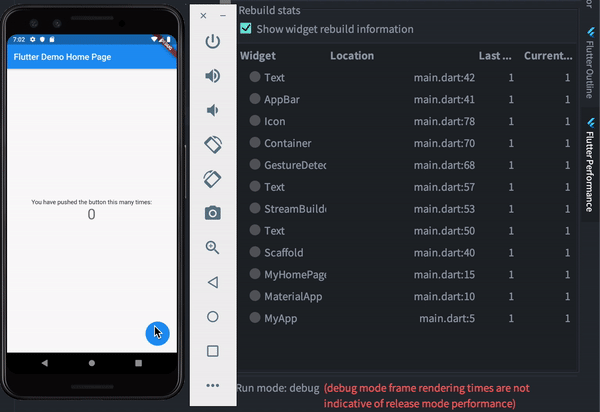 7:02
Flutter Demo Home Page
You have pushed the button this many times:
0
Rebuild stats
Show widget rebuild information
Widget Location Last ... Current...
Text main.dart:42 1 1
AppBar main.dart:41 1 1
Icon main.dart:78 1 1
Container main.dart:70 1 1
GestureDetec main.dart:68 1 1
Text main.dart:57 1 1
StreamBuild main.dart:53 1 1
Text main.dart:50 1 1
Scaffold main.dart:40 1 1
MyHomePage main.dart:15 1 1
MaterialApp main.dart:10 1 1
MyApp main.dart:5 1 1
Run mode: debug (debug mode frame rendering times are not
indicative of release mode performance)
Flutter Outline
Flutter Performance